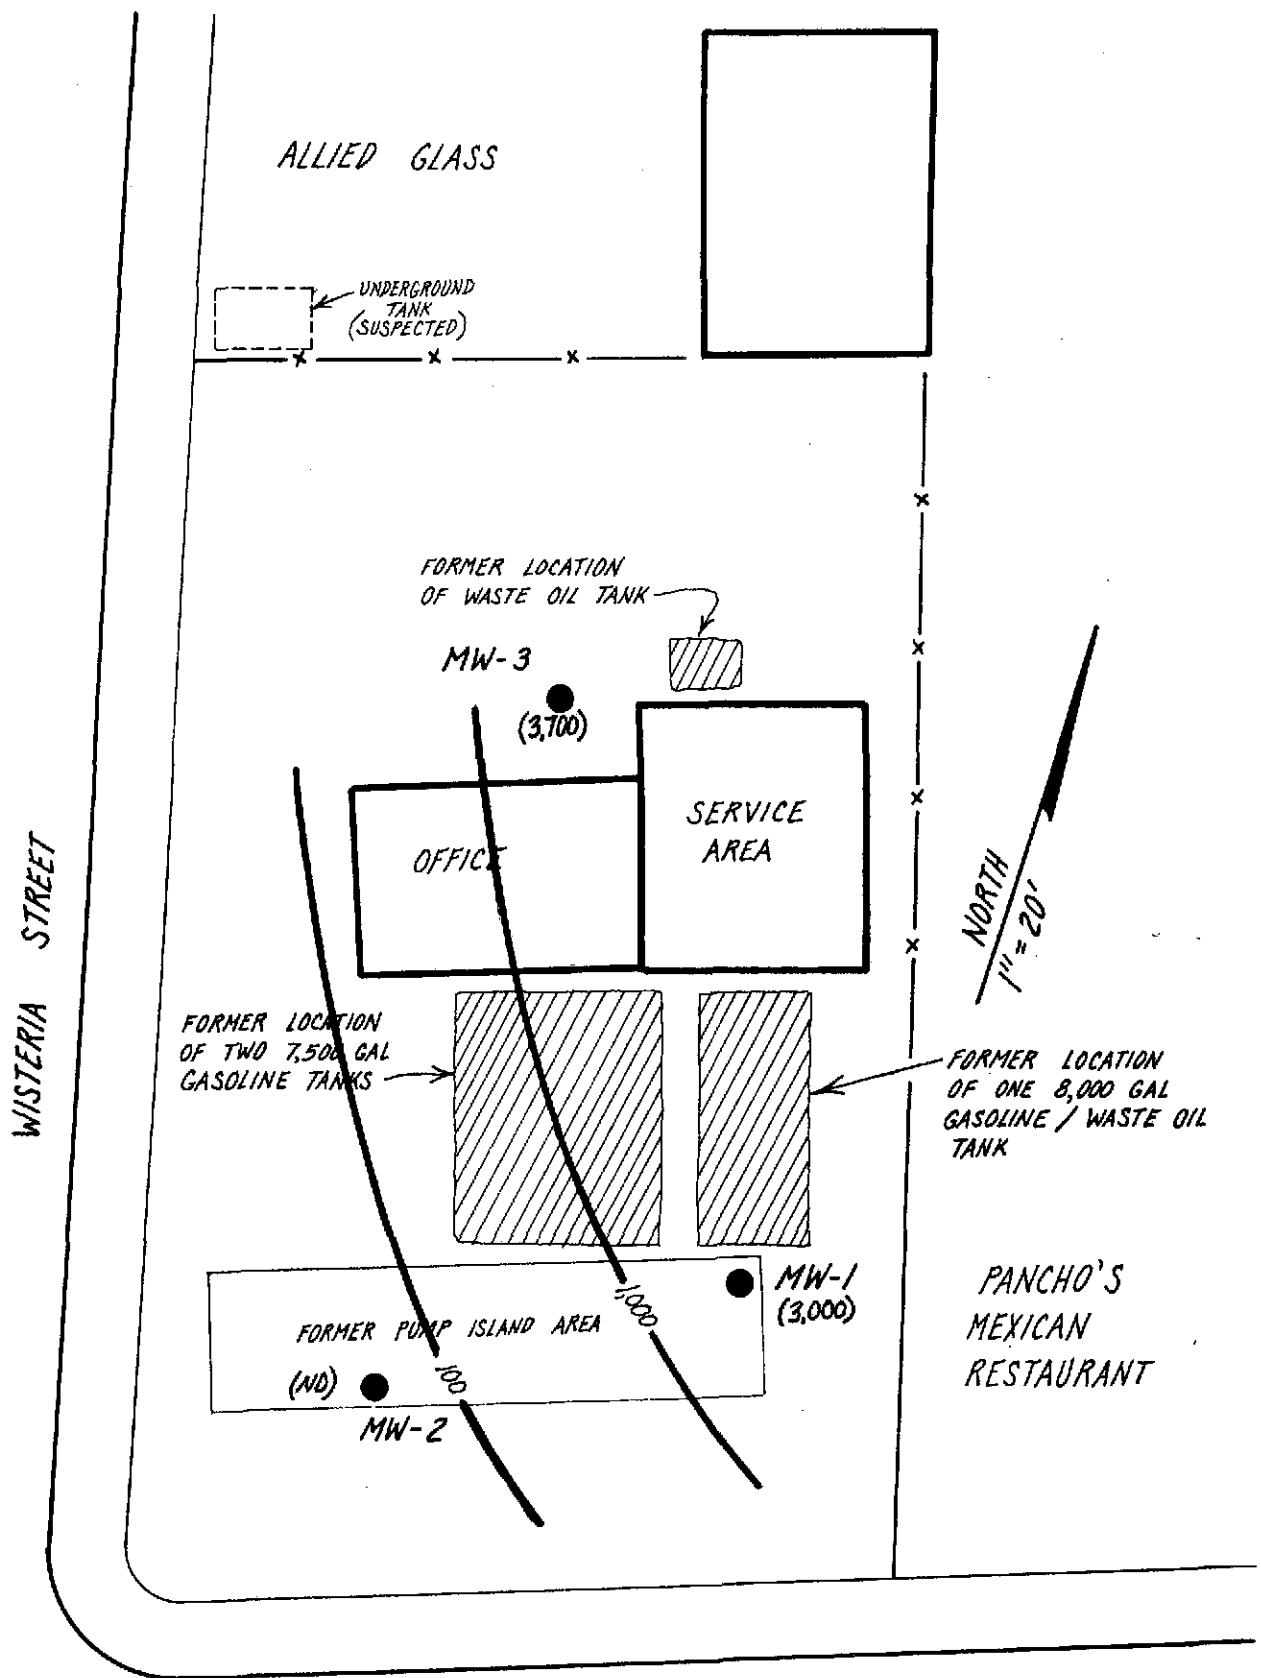 ALLIED GLASS
UNDERGROUND
TANK
(SUSPECTED)
FORMER LOCATION
OF WASTE OIL TANK
MW-3
(3,700)
SERVICE
AREA
OFFICE
WISTERIA STREET
NORTH
1" = 20'
FORMER LOCATION
OF TWO 7,500 GAL
GASOLINE TANKS
FORMER LOCATION
OF ONE 8,000 GAL
GASOLINE / WASTE OIL
TANK
MW-1
(3,000)
1,000
FORMER PUMP ISLAND AREA
100
(ND)
MW-2
PANCHO'S
MEXICAN
RESTAURANT